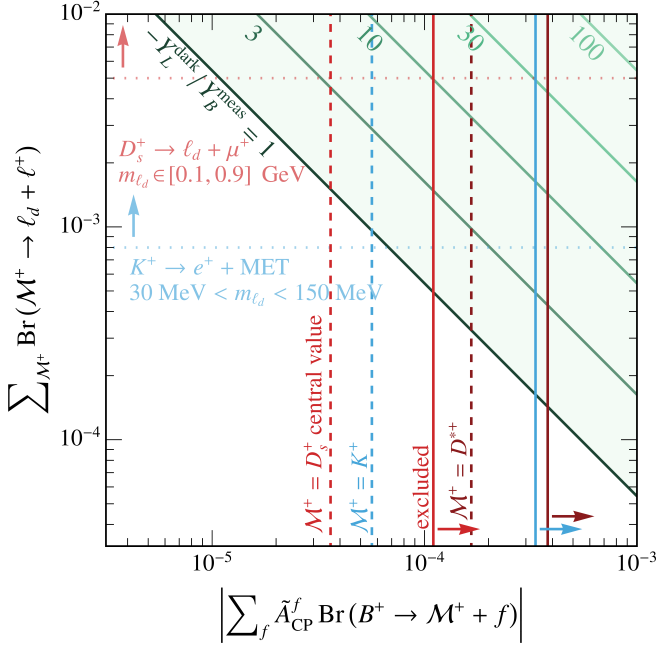 10⁻²
10⁻³
10⁻⁴
∑_𝓜⁺ Br (𝓜⁺ → ℓ_d + ℓ⁺)
−Y_L^dark / Y_B^meas = 1
3
10
30
100
D_s⁺ → ℓ_d + μ⁺
m_ℓ_d ∈ [0.1, 0.9] GeV
K⁺ → e⁺ + MET
30 MeV < m_ℓ_d < 150 MeV
𝓜⁺ = D_s⁺ central value
𝓜⁺ = K⁺
excluded
𝓜⁺ = D*⁺
10⁻⁵
10⁻⁴
10⁻³
|∑_f Ã_CP^f Br (B⁺ → 𝓜⁺ + f)|